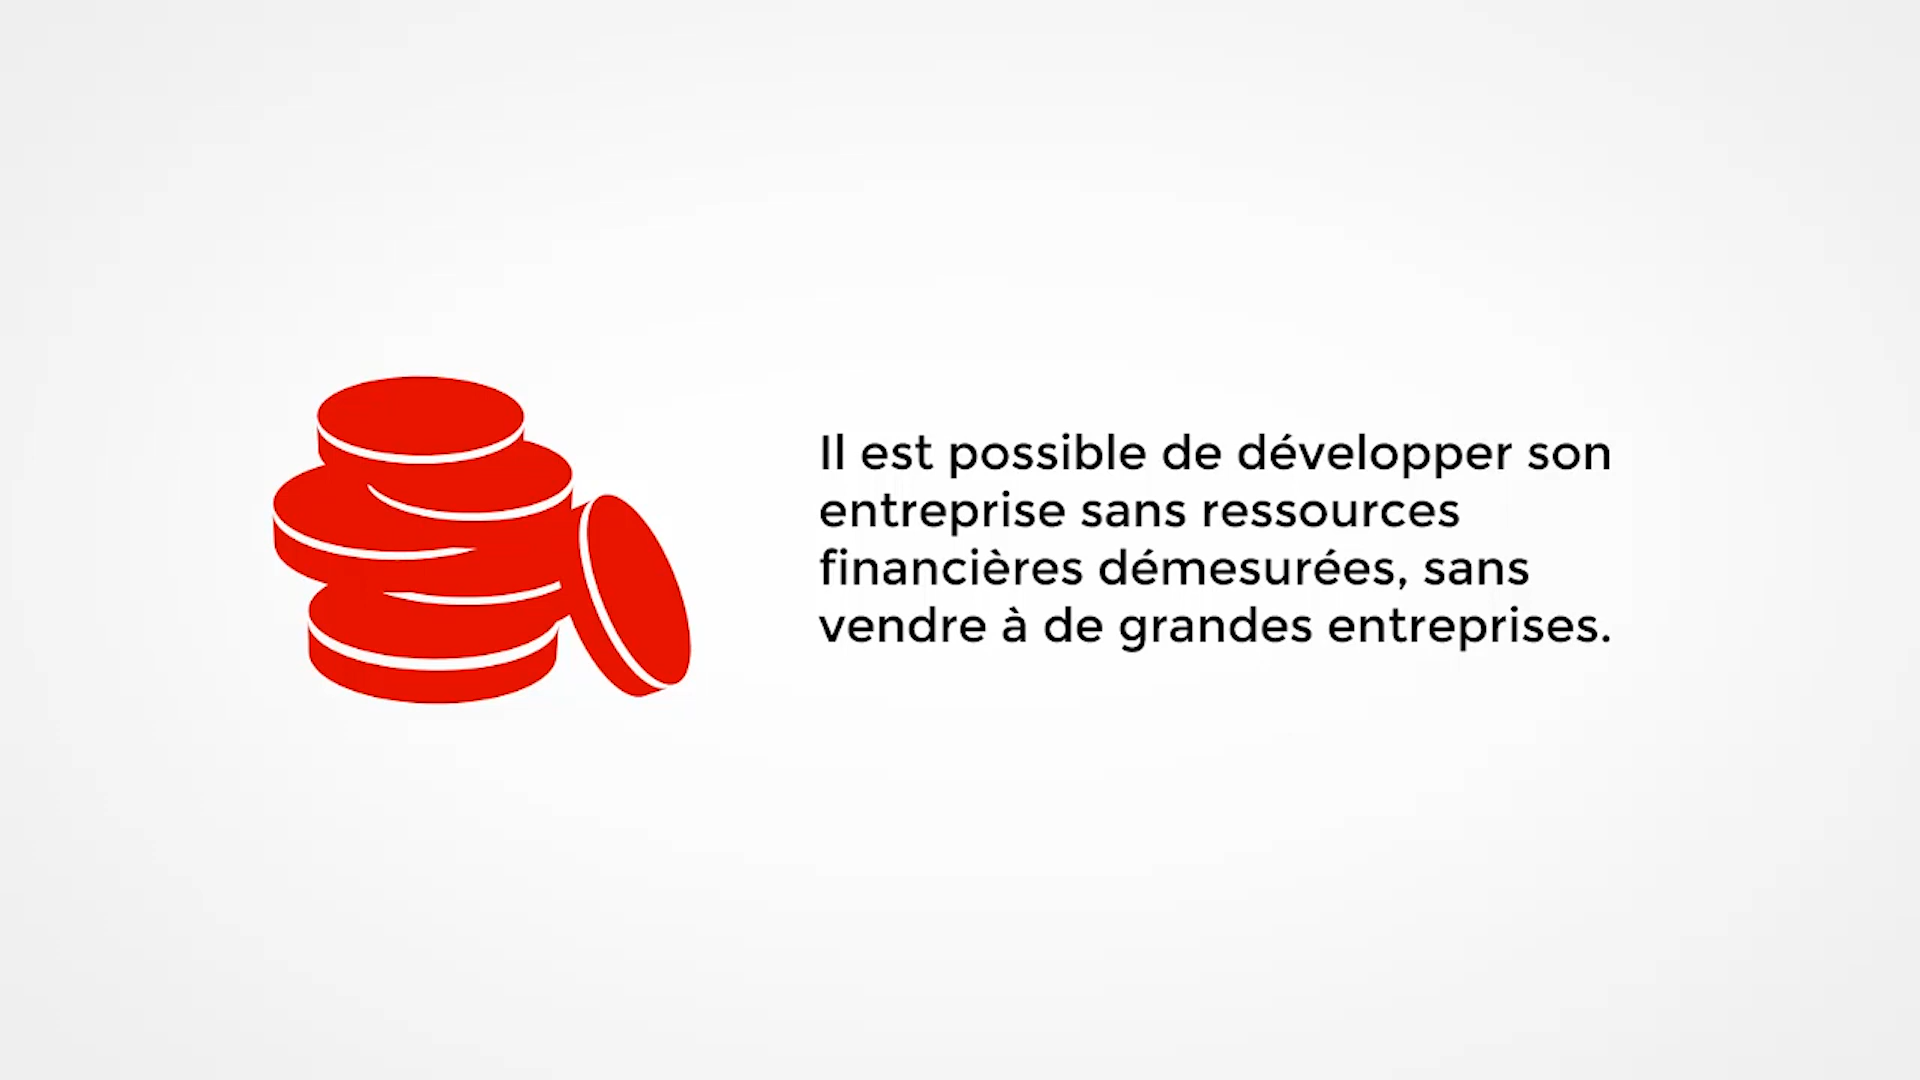 Il est possible de développer son
entreprise sans ressources
financières démesurées, sans
vendre à de grandes entreprises.